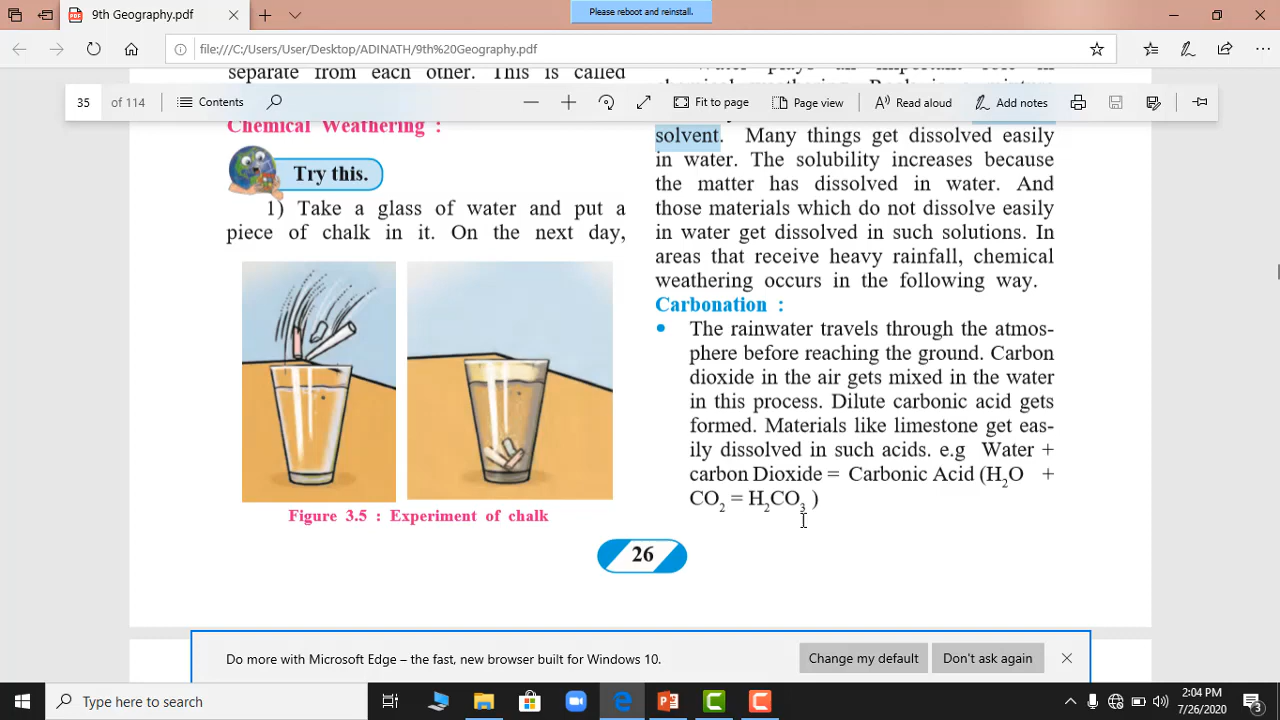 9th Geography.pdf
Please reboot and reinstall.
file:///C:/Users/User/Desktop/ADINATH/9th%20Geography.pdf
35 of 114
Contents
Fit to page
Page view
Read aloud
Add notes
separate from each other. This is called
Chemical Weathering :
Try this.
1) Take a glass of water and put a
piece of chalk in it. On the next day,
Figure 3.5 : Experiment of chalk
solvent. Many things get dissolved easily
in water. The solubility increases because
the matter has dissolved in water. And
those materials which do not dissolve easily
in water get dissolved in such solutions. In
areas that receive heavy rainfall, chemical
weathering occurs in the following way.
Carbonation :
• The rainwater travels through the atmos-
phere before reaching the ground. Carbon
dioxide in the air gets mixed in the water
in this process. Dilute carbonic acid gets
formed. Materials like limestone get eas-
ily dissolved in such acids. e.g Water +
carbon Dioxide = Carbonic Acid (H₂O +
CO₂ = H₂CO₃ )
26
Do more with Microsoft Edge – the fast, new browser built for Windows 10.
Change my default
Don't ask again
Type here to search
2:04 PM
7/26/2020
3